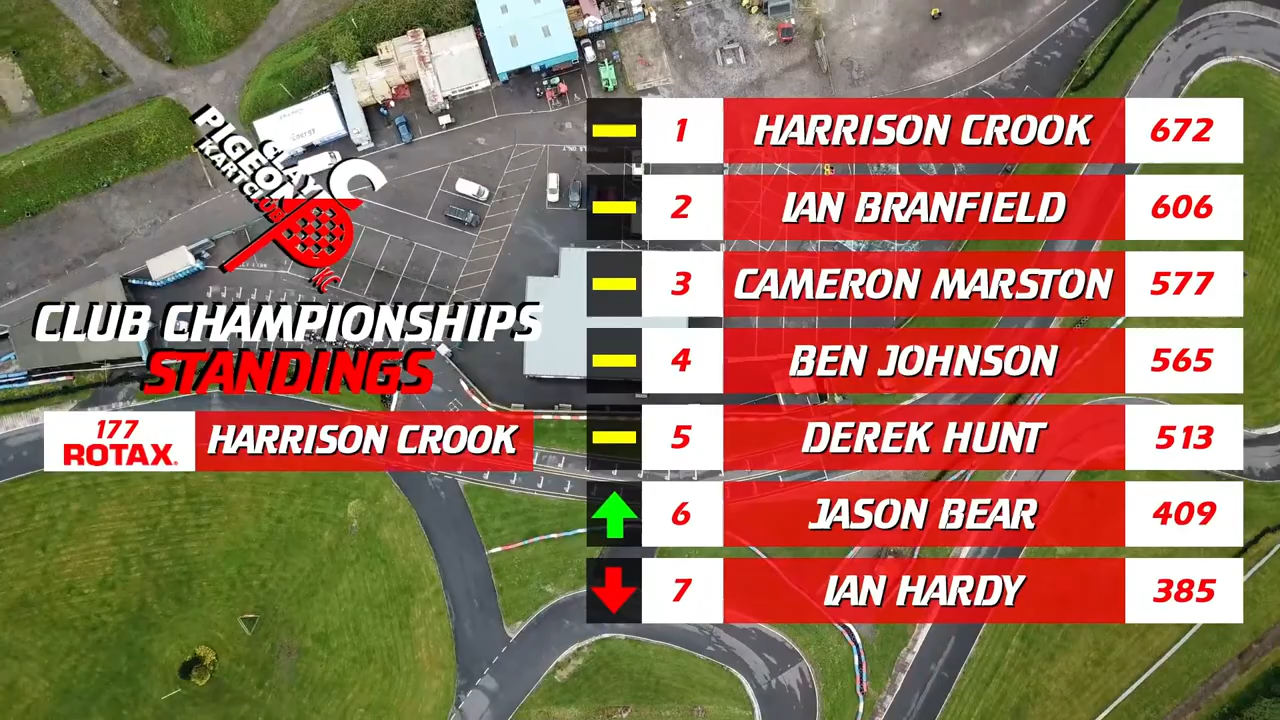 CLAY
PIGEON
KART CLUB
CLUB CHAMPIONSHIPS
STANDINGS
177
ROTAX
HARRISON CROOK
1 HARRISON CROOK 672
2 IAN BRANFIELD 606
3 CAMERON MARSTON 577
4 BEN JOHNSON 565
5 DEREK HUNT 513
6 JASON BEAR 409
7 IAN HARDY 385